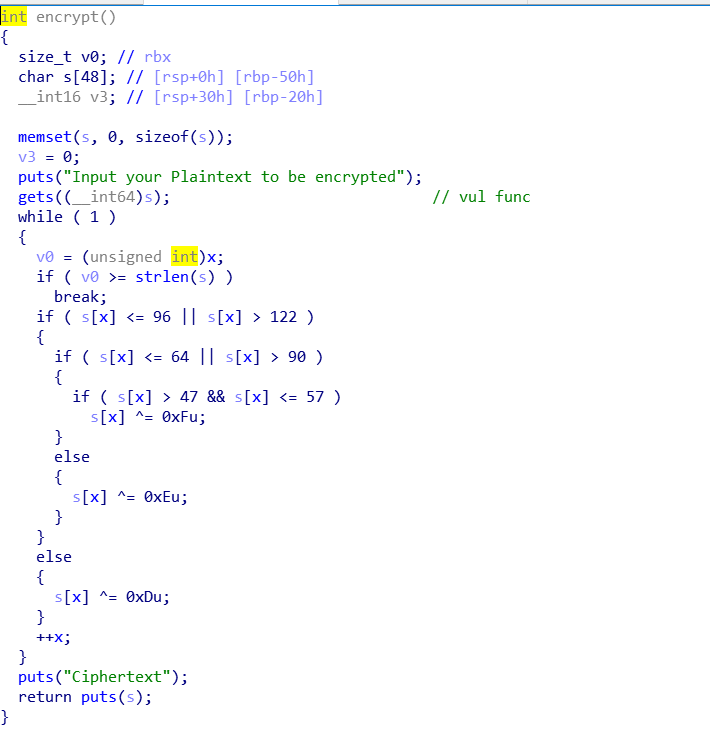 int encrypt()
{
  size_t v0; // rbx
  char s[48]; // [rsp+0h] [rbp-50h]
  __int16 v3; // [rsp+30h] [rbp-20h]

  memset(s, 0, sizeof(s));
  v3 = 0;
  puts("Input your Plaintext to be encrypted");
  gets((__int64)s);                             // vul func
  while ( 1 )
  {
    v0 = (unsigned int)x;
    if ( v0 >= strlen(s) )
      break;
    if ( s[x] <= 96 || s[x] > 122 )
    {
      if ( s[x] <= 64 || s[x] > 90 )
      {
        if ( s[x] > 47 && s[x] <= 57 )
          s[x] ^= 0xFu;
      }
      else
      {
        s[x] ^= 0xEu;
      }
    }
    else
    {
      s[x] ^= 0xDu;
    }
    ++x;
  }
  puts("Ciphertext");
  return puts(s);
}